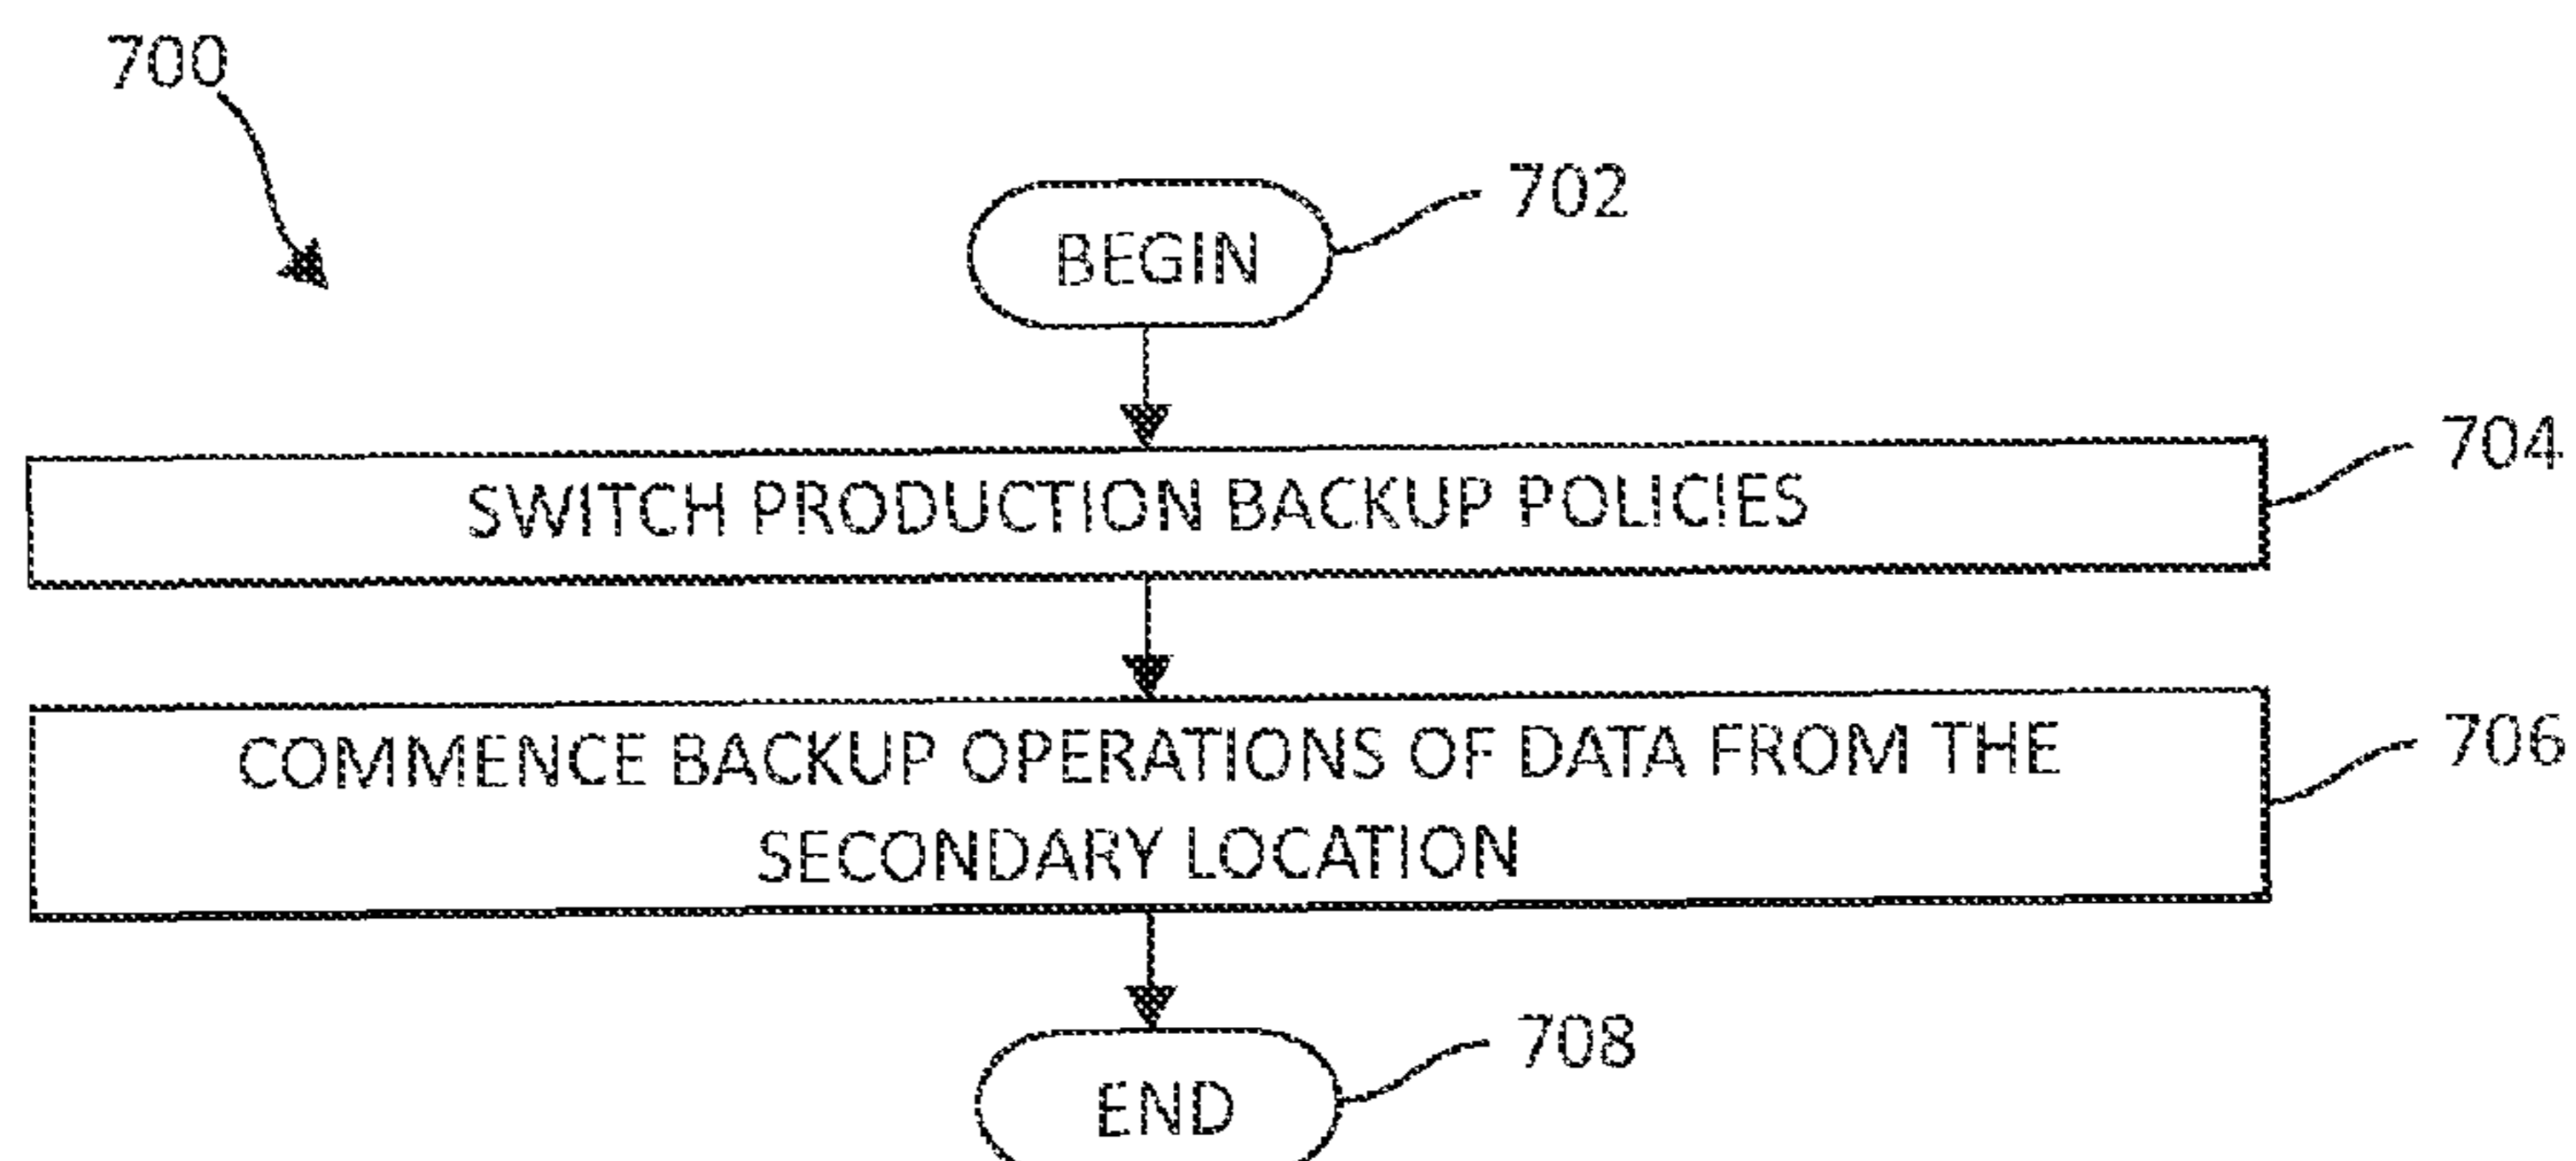 700
702
BEGIN
704
SWITCH PRODUCTION BACKUP POLICIES
706
COMMENCE BACKUP OPERATIONS OF DATA FROM THE
SECONDARY LOCATION
708
END